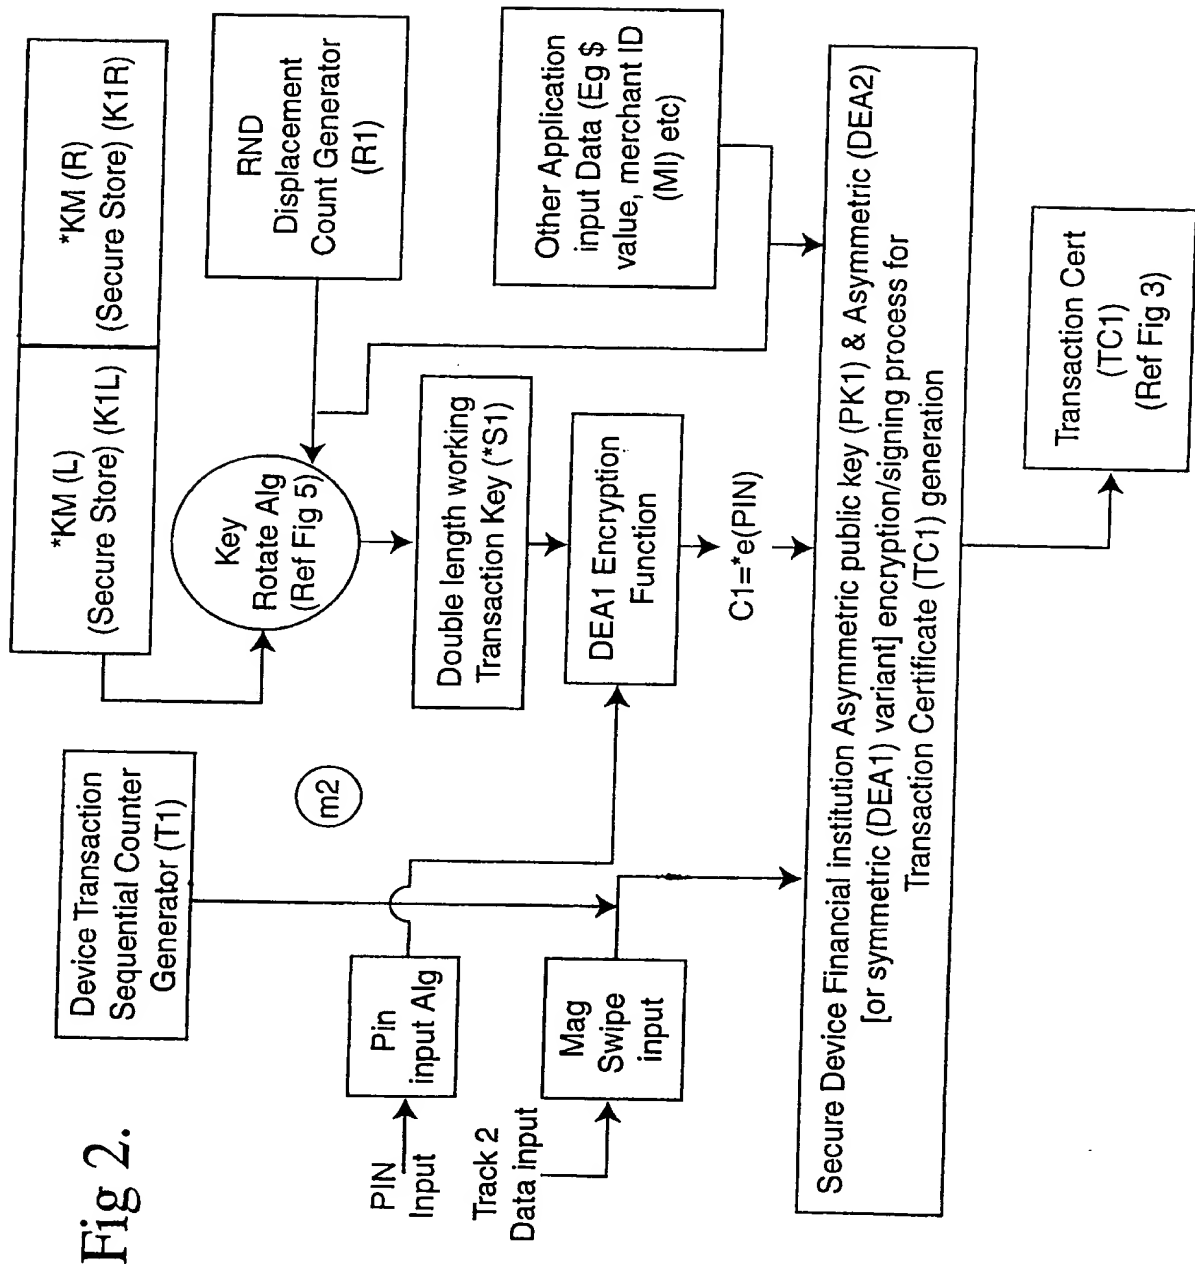 Fig 2.
Device Transaction
Sequential Counter
Generator (T1)
*KM (L)
(Secure Store) (K1L)
*KM (R)
(Secure Store) (K1R)
m2
Key
Rotate Alg
(Ref Fig 5)
RND
Displacement
Count Generator
(R1)
PIN
Input
Pin
input Alg
Double length working
Transaction Key (*S1)
Track 2
Data input
Mag
Swipe
input
DEA1 Encryption
Function
Other Application
input Data (Eg $
value, merchant ID
(MI) etc)
C1=*e(PIN)
Secure Device Financial institution Asymmetric public key (PK1) & Asymmetric (DEA2)
[or symmetric (DEA1) variant] encryption/signing process for
Transaction Certificate (TC1) generation
Transaction Cert
(TC1)
(Ref Fig 3)